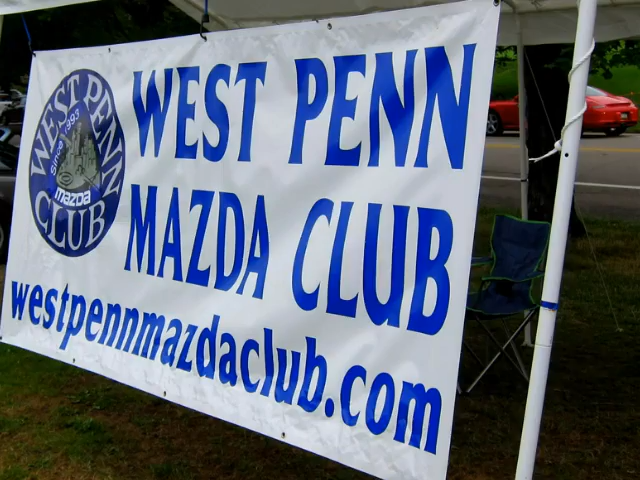 WEST PENN
Since 1993
mazda
CLUB
WEST PENN
MAZDA CLUB
westpennmazdaclub.com